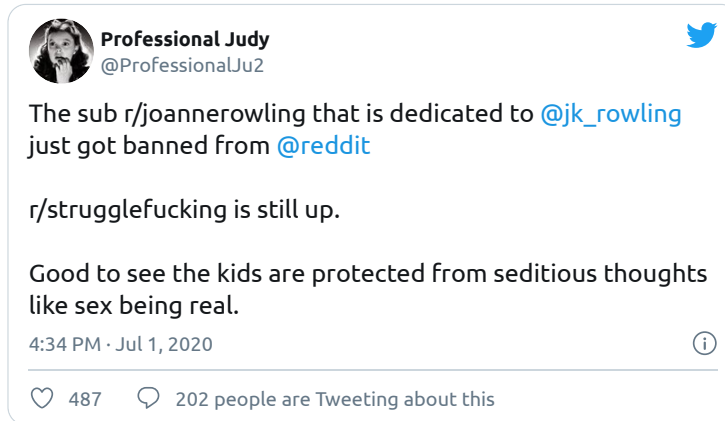 Professional Judy
@ProfessionalJu2
The sub r/joannerowling that is dedicated to @jk_rowling
just got banned from @reddit
r/strugglefucking is still up.
Good to see the kids are protected from seditious thoughts
like sex being real.
4:34 PM · Jul 1, 2020
487 202 people are Tweeting about this